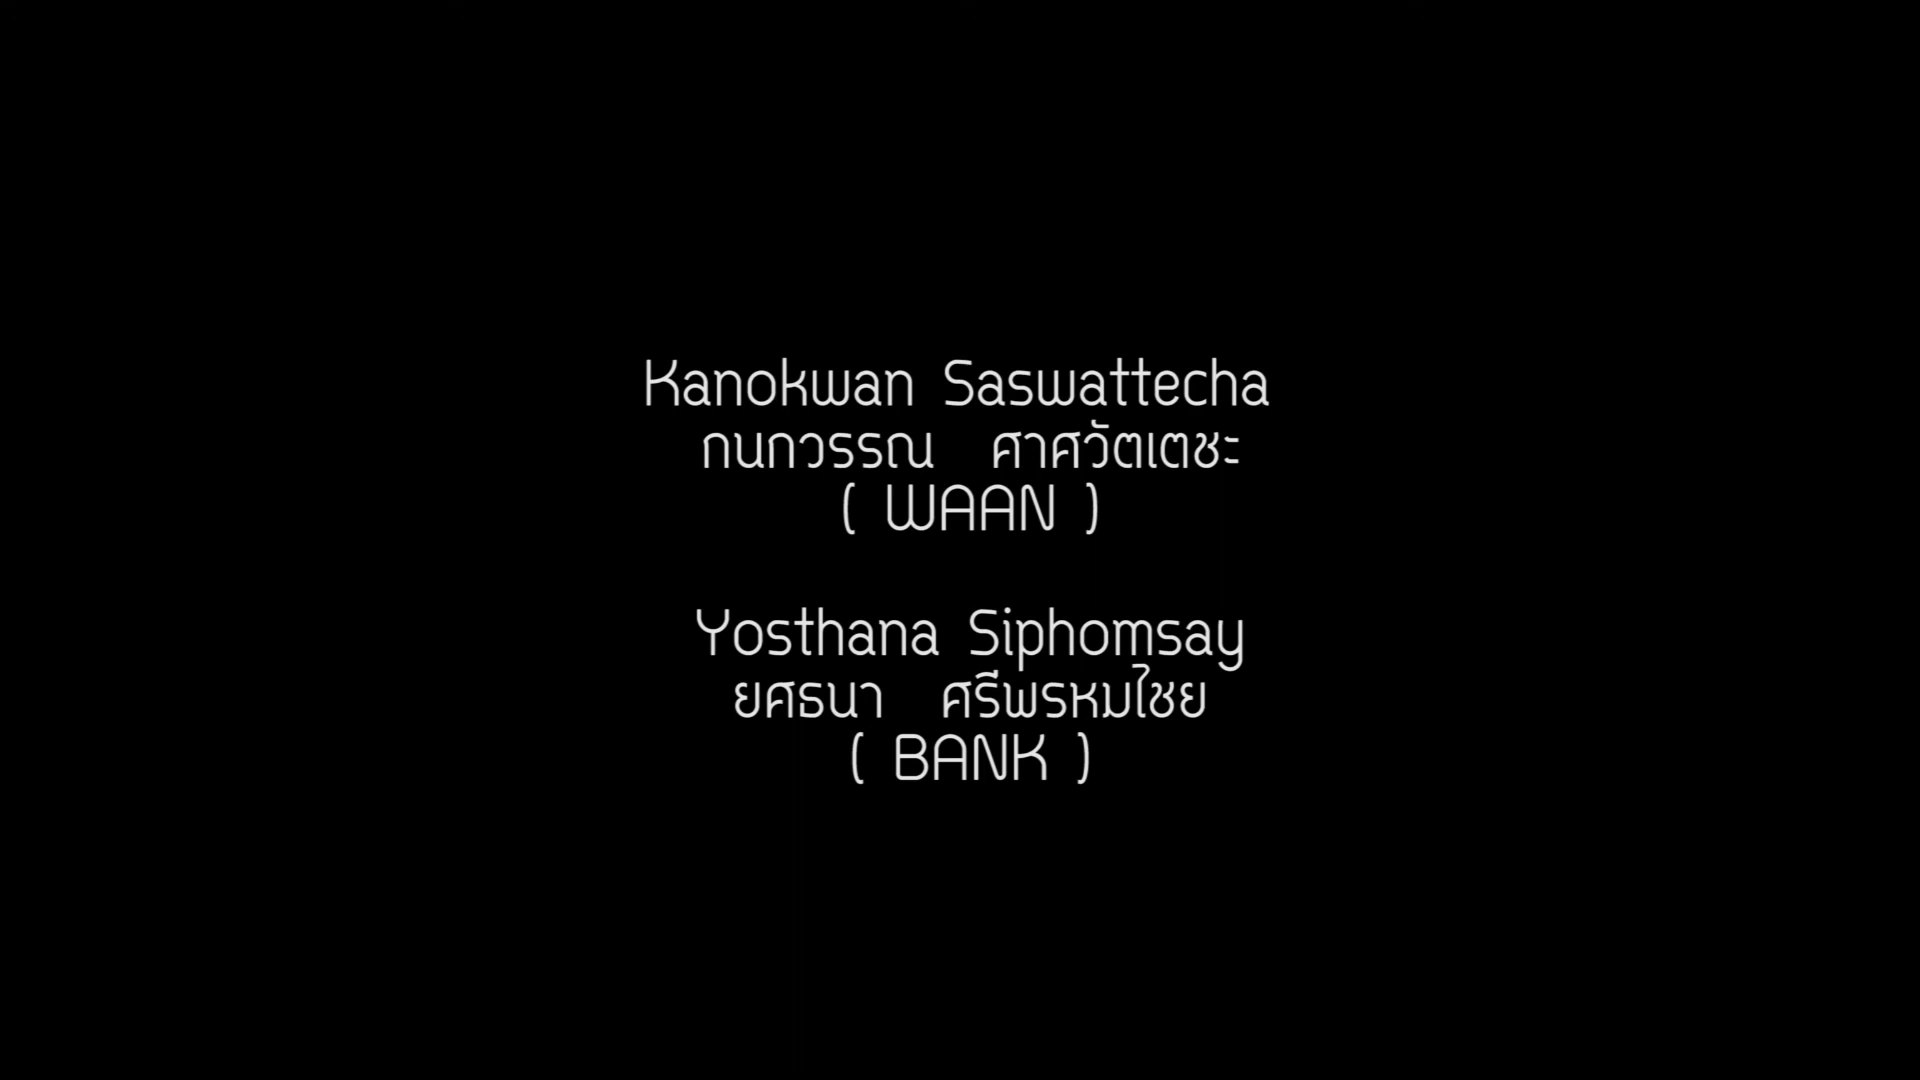 Kanokwan Saswattecha
กนกวรรณ ศาศวัตเตชะ
( WAAN )
Yosthana Siphomsay
ยศธนา ศรีพรหมไชย
( BANK )